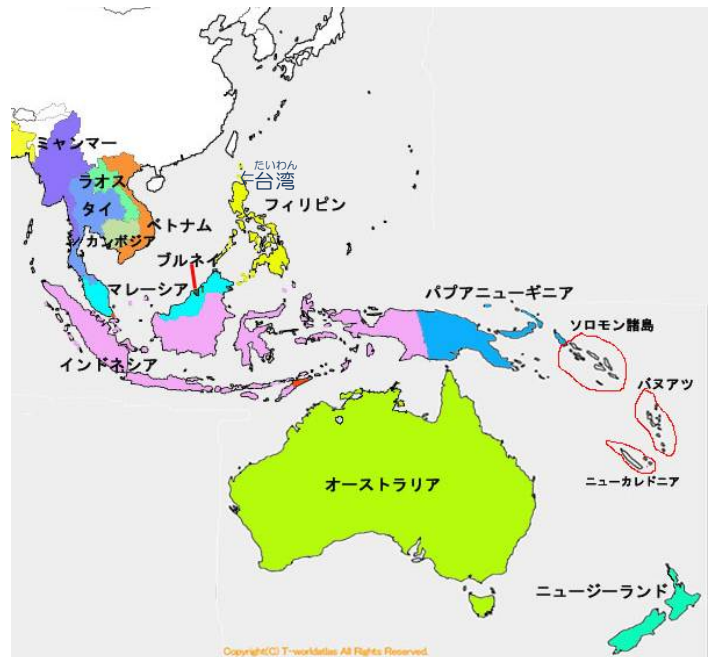 ミャンマー
たいわん
台湾
ラオス
タイ
フィリピン
ベトナム
カンボジア
ブルネイ
マレーシア
パプアニューギニア
ソロモン諸島
インドネシア
バヌアツ
ニューカレドニア
オーストラリア
ニュージーランド
Copyright(C) T-worldatlas All Rights Reserved.